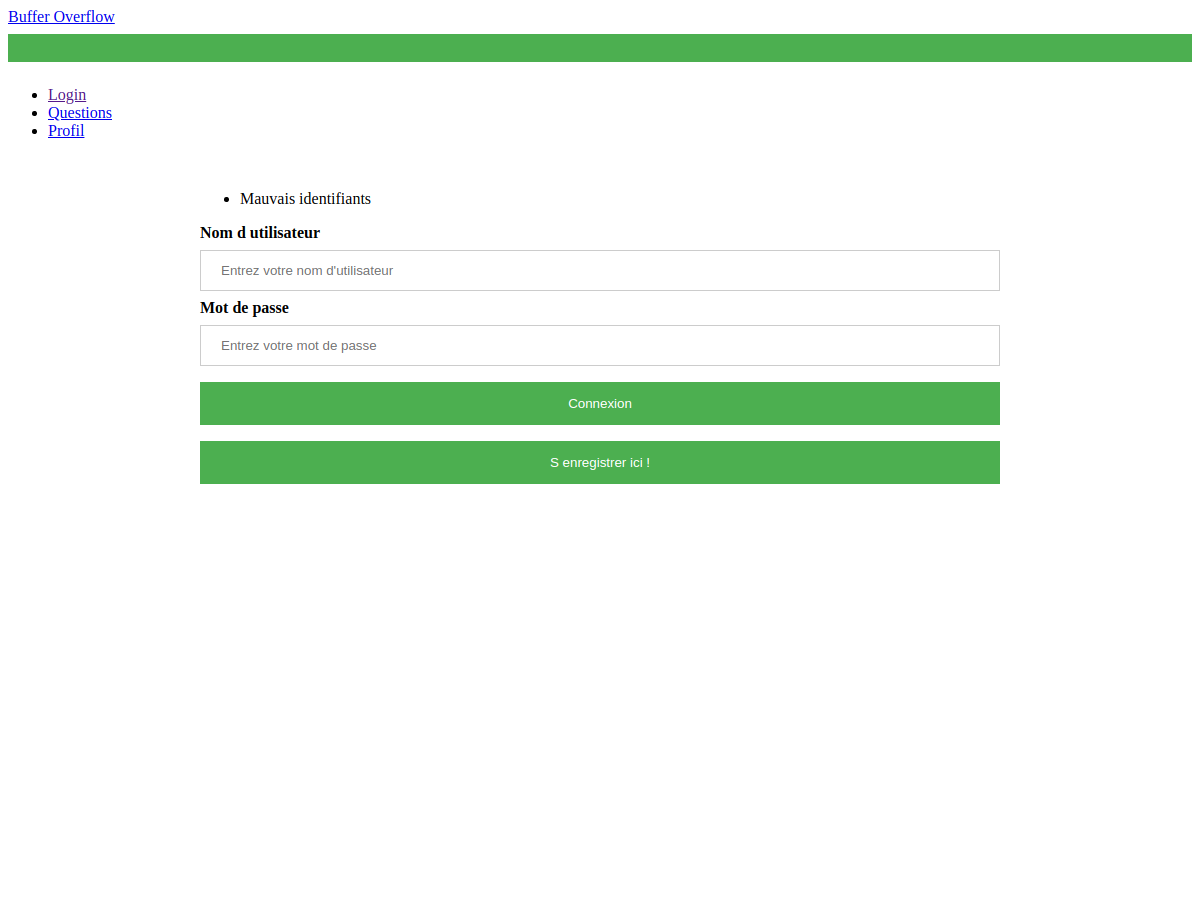 Buffer Overflow
Login
Questions
Profil
Mauvais identifiants
Nom d utilisateur
Entrez votre nom d'utilisateur
Mot de passe
Entrez votre mot de passe
Connexion
S enregistrer ici !